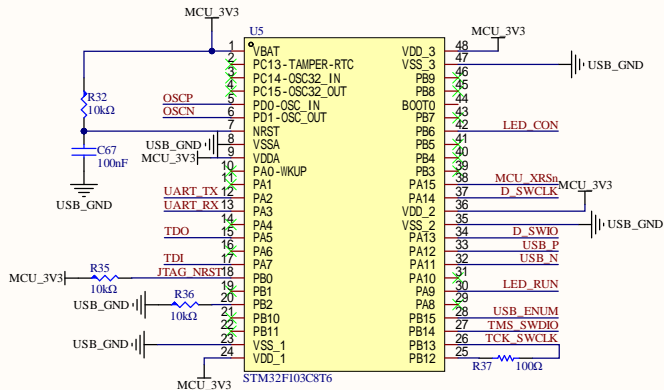 MCU_3V3
U5
MCU_3V3
1 VBAT VDD_3 48
2 PC13-TAMPER-RTC VSS_3 47
USB_GND
3 PC14-OSC32_IN PB9 46
4 PC15-OSC32_OUT PB8 45
R32
10kΩ
OSCP 5 PD0-OSC_IN BOOT0 44
OSCN 6 PD1-OSC_OUT PB7 43
7 NRST PB6 42 LED_CON
C67
100nF
USB_GND 8 VSSA PB5 41
MCU_3V3 9 VDDA PB4 40
10 PA0-WKUP PB3 39
11 PA1 PA15 38 MCU_XRSn
USB_GND
UART_TX 12 PA2 PA14 37 D_SWCLK
MCU_3V3
UART_RX 13 PA3 VDD_2 36
14 PA4 VSS_2 35
USB_GND
TDO 15 PA5 PA13 34 D_SWIO
16 PA6 PA12 33 USB_P
TDI 17 PA7 PA11 32 USB_N
MCU_3V3 R35 10kΩ JTAG_NRST 18 PB0 PA10 31
19 PB1 PA9 30 LED_RUN
USB_GND R36 10kΩ 20 PB2 PA8 29
21 PB10 PB15 28 USB_ENUM
22 PB11 PB14 27 TMS_SWDIO
USB_GND 23 VSS_1 PB13 26 TCK_SWCLK
24 VDD_1 PB12 25
R37 100Ω
MCU_3V3
STM32F103C8T6